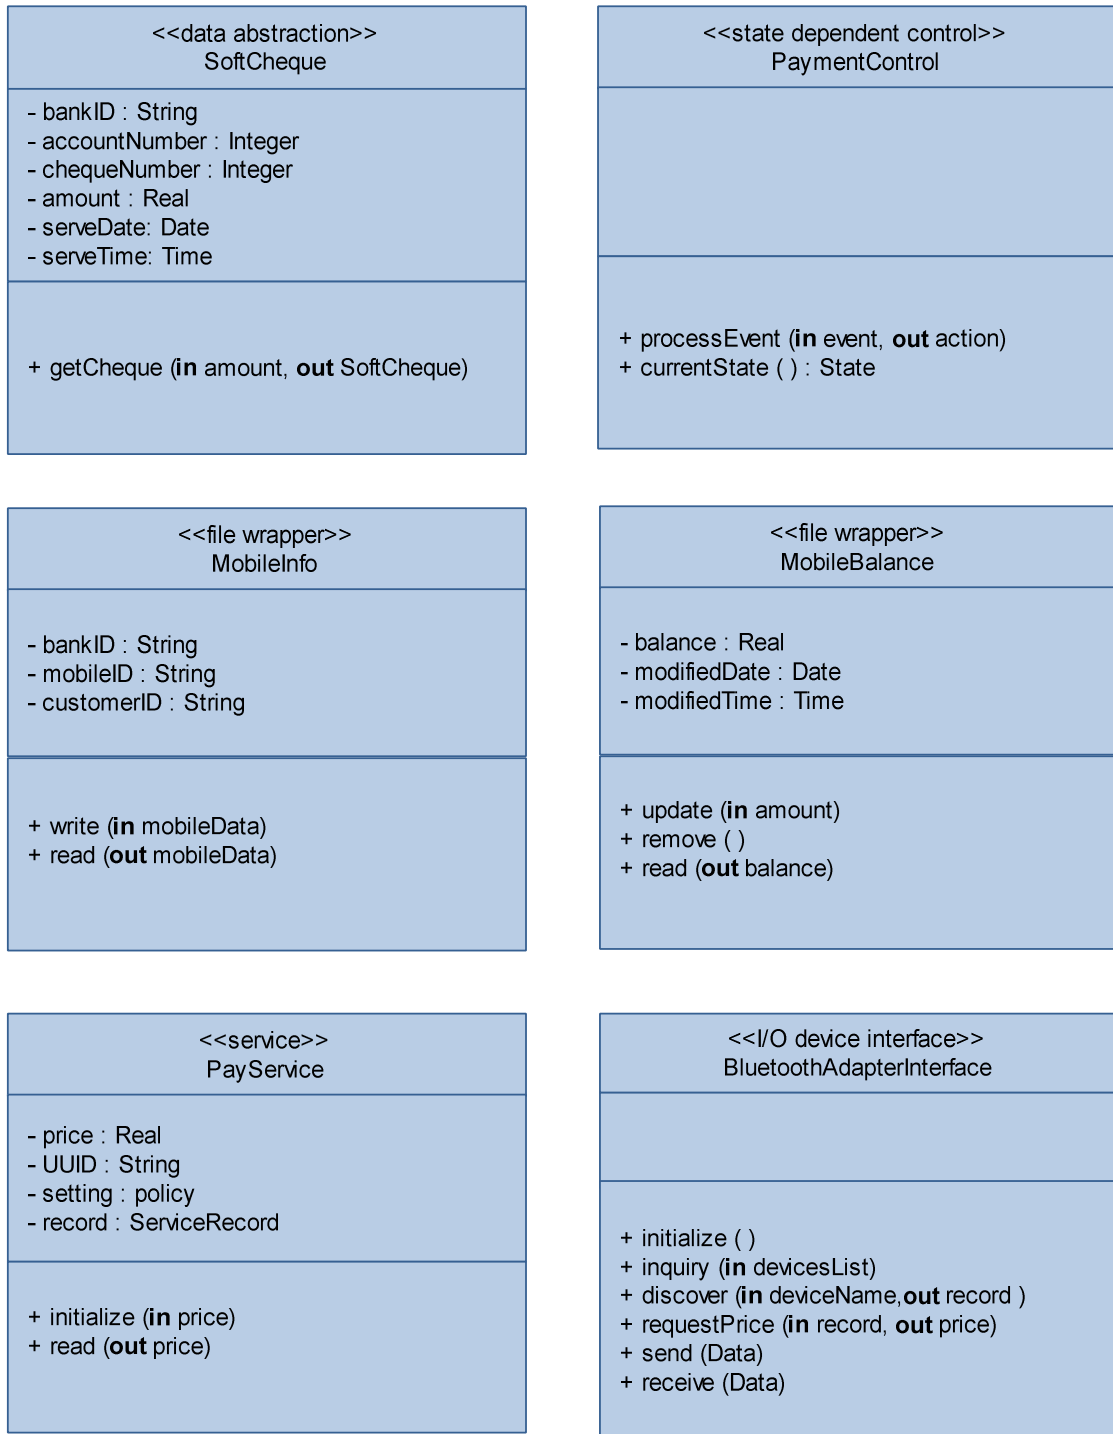 <<data abstraction>>
SoftCheque
- bankID : String
- accountNumber : Integer
- chequeNumber : Integer
- amount : Real
- serveDate: Date
- serveTime: Time
+ getCheque (in amount, out SoftCheque)
<<state dependent control>>
PaymentControl
+ processEvent (in event, out action)
+ currentState ( ) : State
<<file wrapper>>
MobileInfo
- bankID : String
- mobileID : String
- customerID : String
+ write (in mobileData)
+ read (out mobileData)
<<file wrapper>>
MobileBalance
- balance : Real
- modifiedDate : Date
- modifiedTime : Time
+ update (in amount)
+ remove ( )
+ read (out balance)
<<service>>
PayService
- price : Real
- UUID : String
- setting : policy
- record : ServiceRecord
+ initialize (in price)
+ read (out price)
<<I/O device interface>>
BluetoothAdapterInterface
+ initialize ( )
+ inquiry (in devicesList)
+ discover (in deviceName,out record )
+ requestPrice (in record, out price)
+ send (Data)
+ receive (Data)